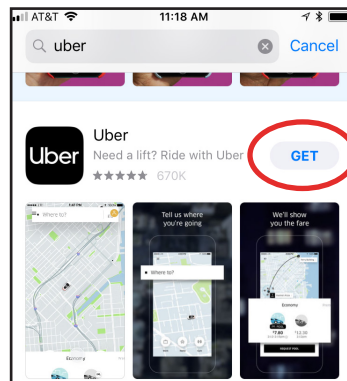 AT&T 11:18 AM
uber Cancel
Uber
Uber
Need a lift? Ride with Uber
GET
670K
Where to?
Tell us where
you're going
Where to?
We'll show
you the fare
Economy
Economy